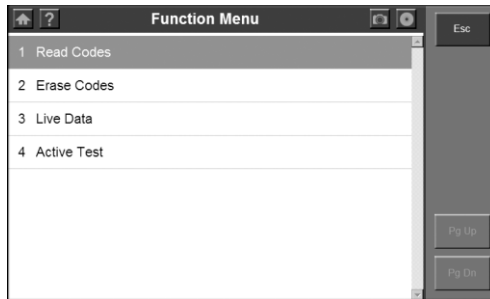 ? Function Menu
Esc
1 Read Codes
2 Erase Codes
3 Live Data
4 Active Test
Pg Up
Pg Dn